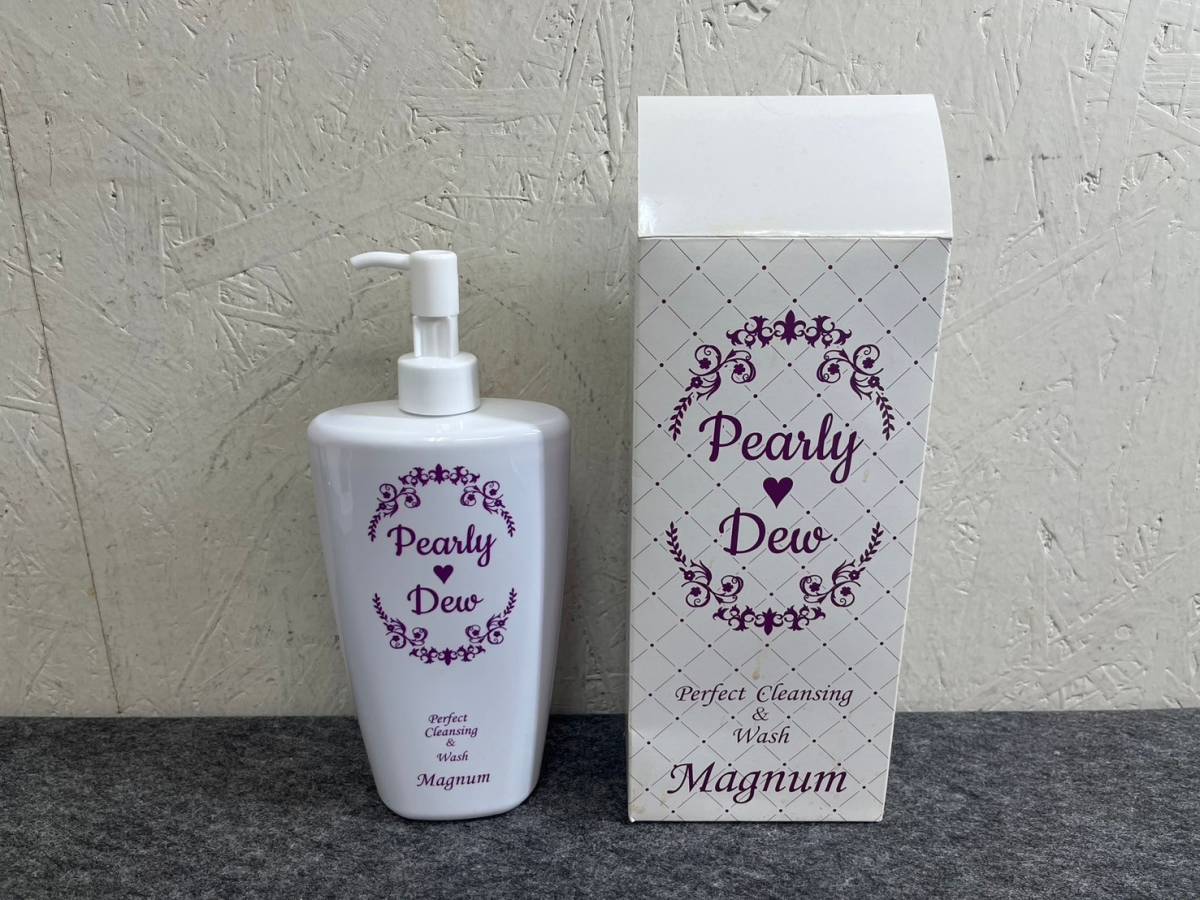 Pearly
Dew
Perfect
Cleansing
&
Wash
Magnum
Pearly
Dew
Perfect Cleansing
&
Wash
Magnum